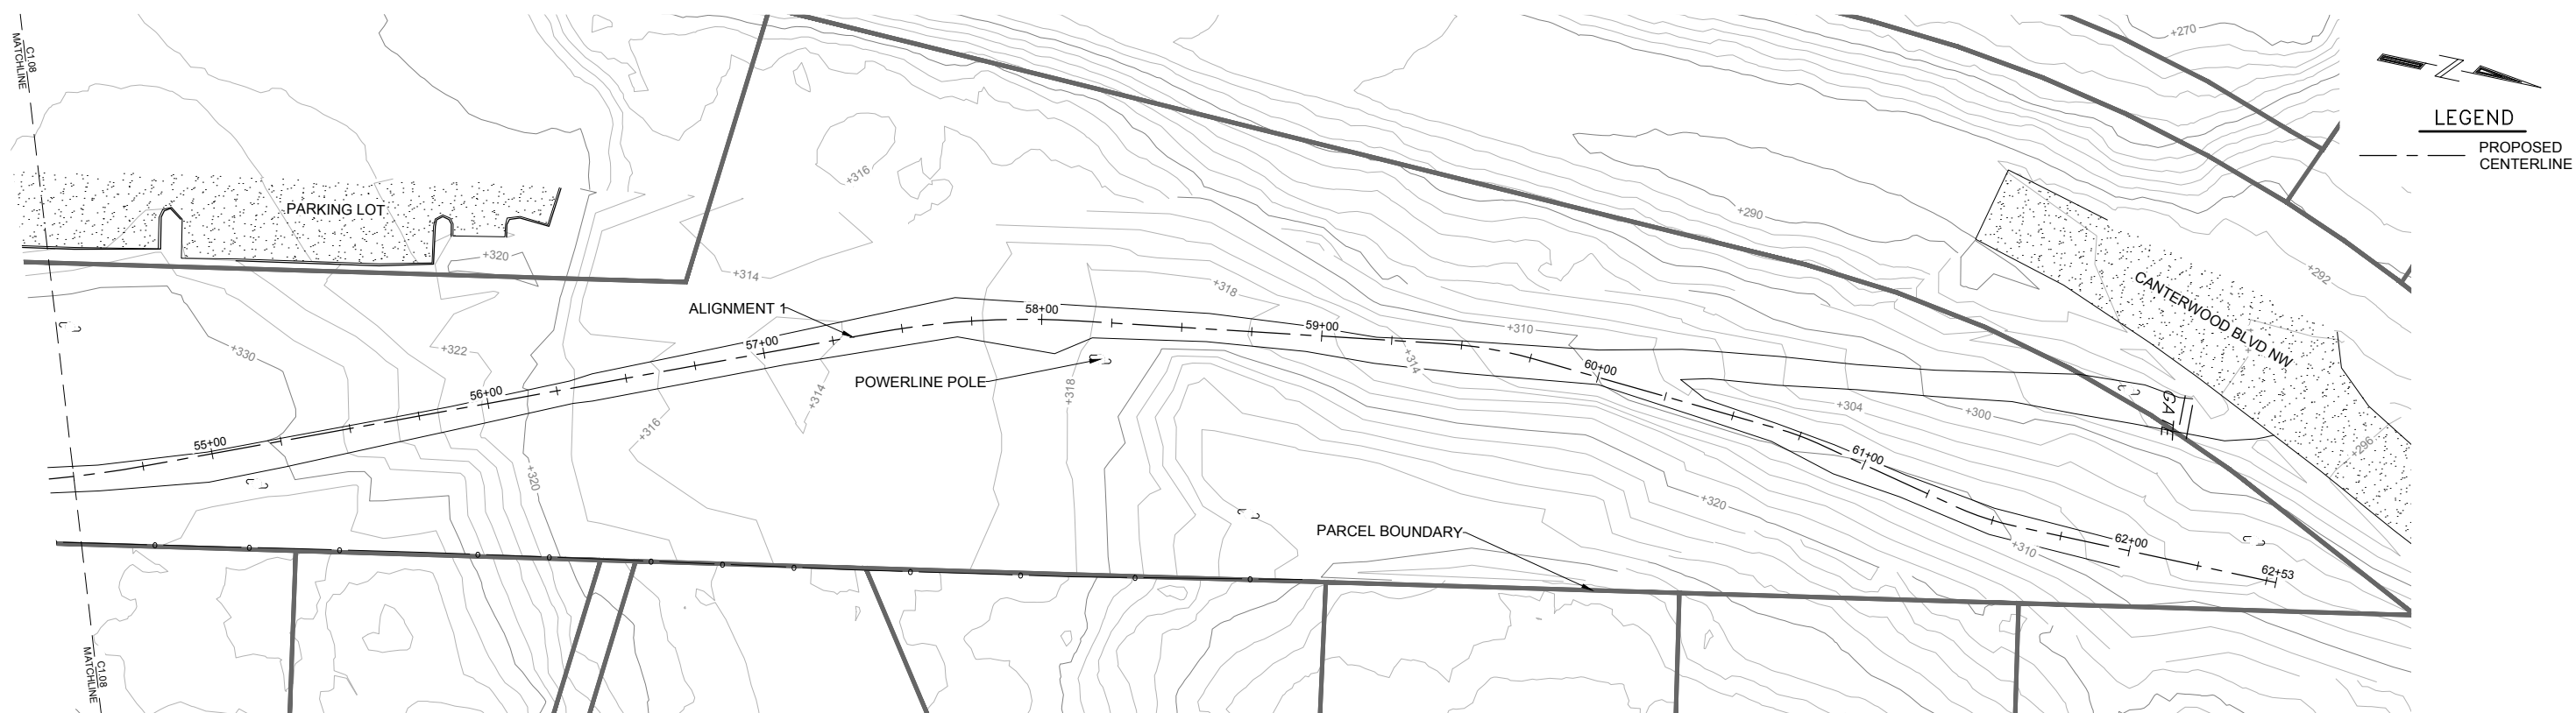 C1.08
MATCHLINE
+270
Z
LEGEND
PROPOSED
CENTERLINE
+316
PARKING LOT
+290
+320
+314
+292
CANTERWOOD BLVD NW
ALIGNMENT 1
+318
58+00
59+00
+310
57+00
+330
+322
+314
60+00
POWERLINE POLE
56+00
+314
+318
+304
+300
GATE
55+00
+316
61+00
+296
+320
+320
PARCEL BOUNDARY
62+00
+310
62+53
C1.08
MATCHLINE